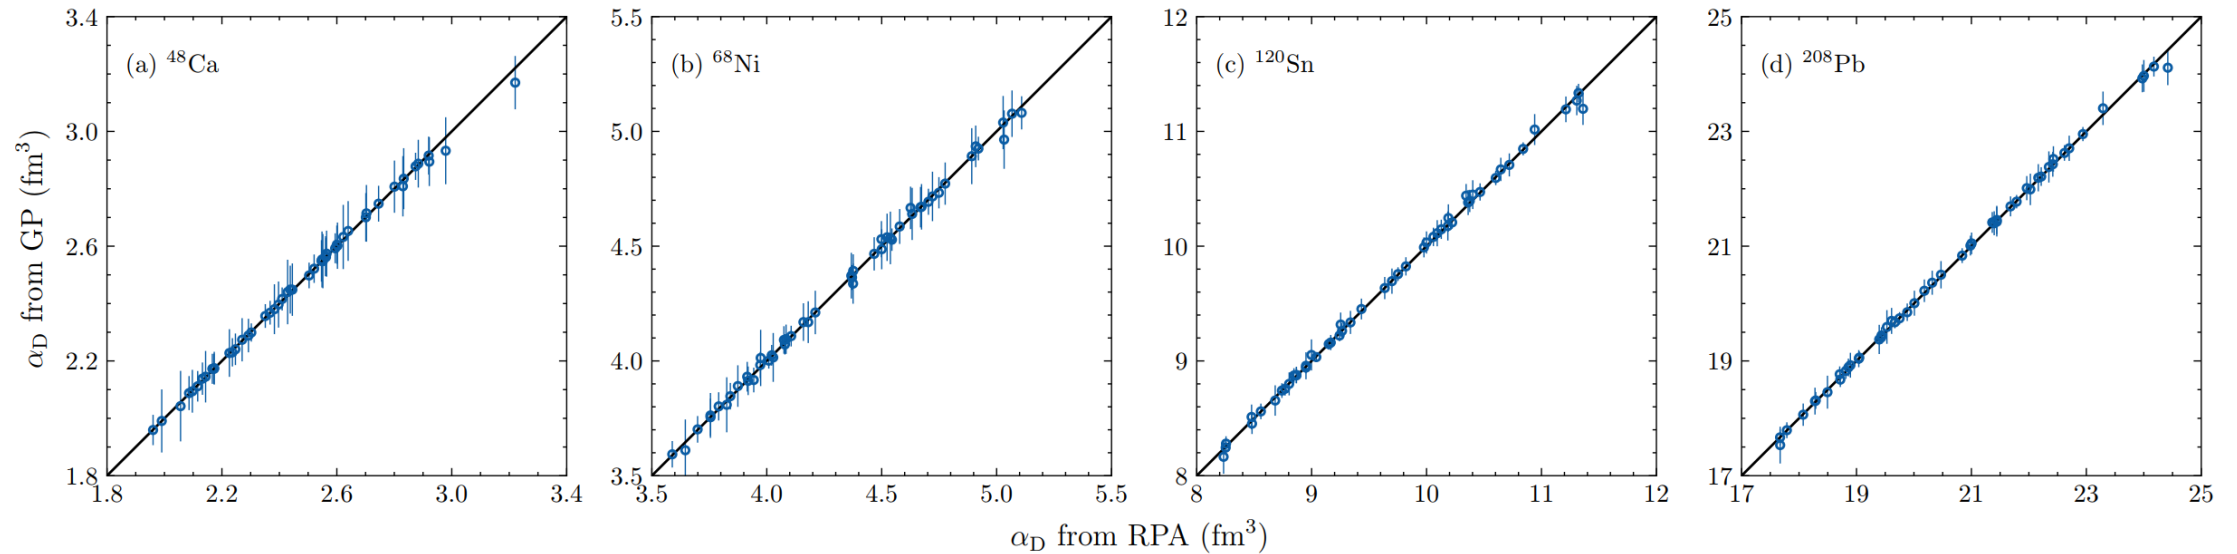 (a) ⁴⁸Ca
(b) ⁶⁸Ni
(c) ¹²⁰Sn
(d) ²⁰⁸Pb
3.4
3.0
2.6
2.2
1.8
5.5
5.0
4.5
4.0
3.5
12
11
10
9
8
25
23
21
19
17
1.8 2.2 2.6 3.0 3.4
3.5 4.0 4.5 5.0 5.5
8 9 10 11 12
17 19 21 23 25
α_D from GP (fm³)
α_D from RPA (fm³)